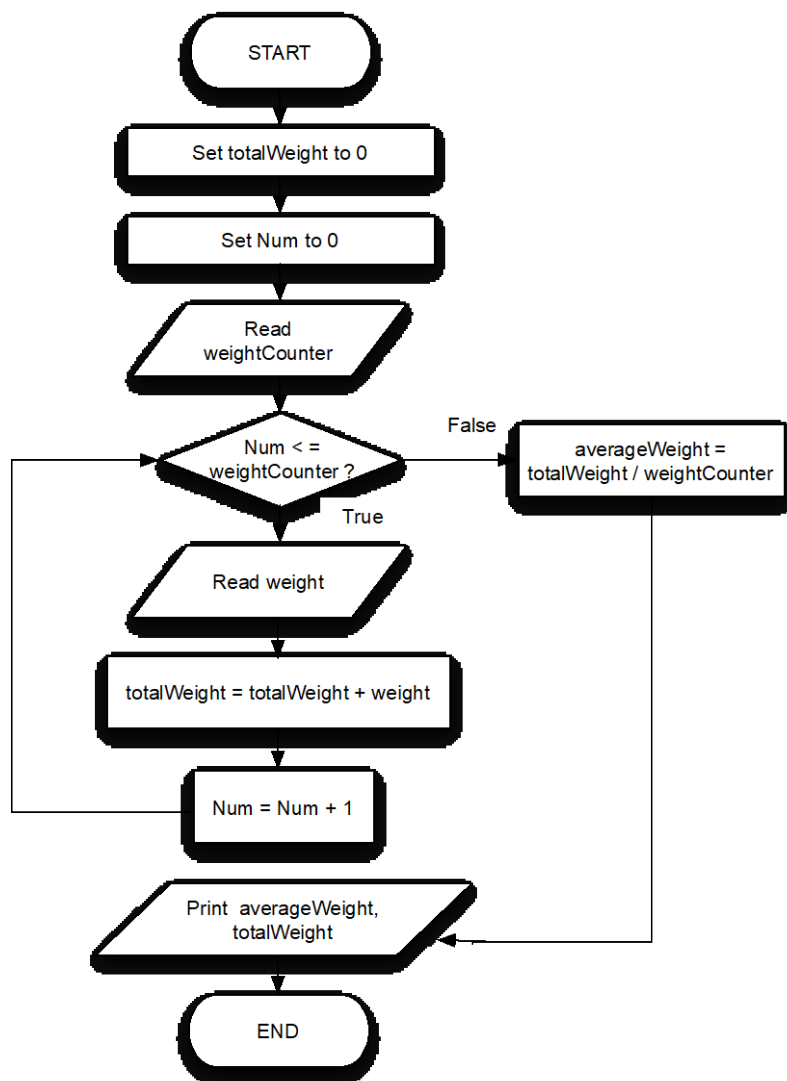 START
Set totalWeight to 0
Set Num to 0
Read
weightCounter
Num < =
weightCounter ?
False
averageWeight =
totalWeight / weightCounter
True
Read weight
totalWeight = totalWeight + weight
Num = Num + 1
Print averageWeight,
totalWeight
END